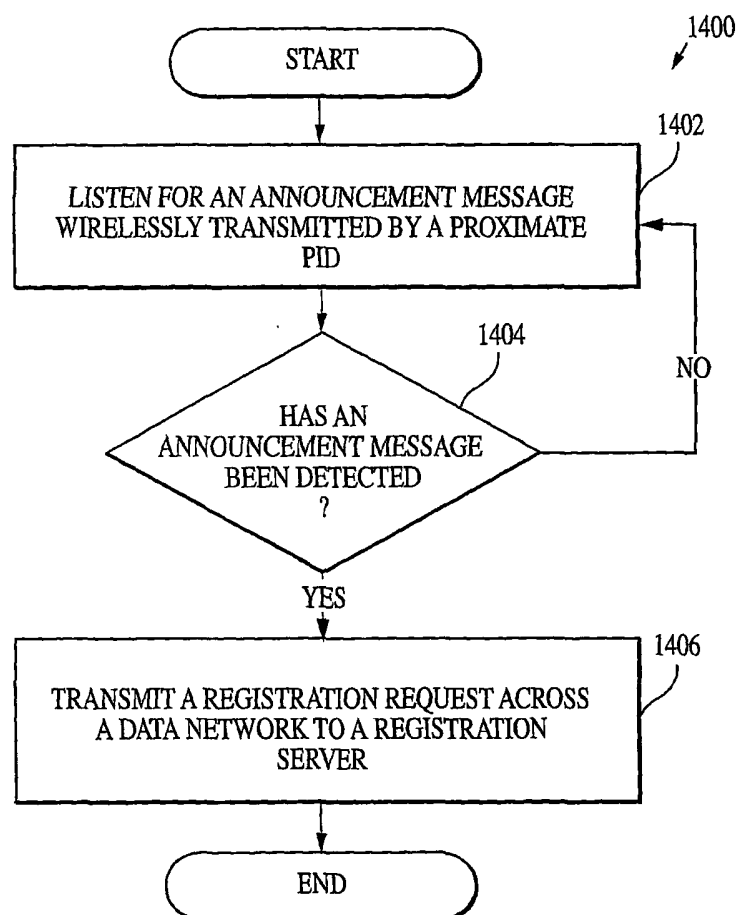 1400
START
1402
LISTEN FOR AN ANNOUNCEMENT MESSAGE
WIRELESSLY TRANSMITTED BY A PROXIMATE
PID
1404
HAS AN
ANNOUNCEMENT MESSAGE
BEEN DETECTED
?
NO
YES
1406
TRANSMIT A REGISTRATION REQUEST ACROSS
A DATA NETWORK TO A REGISTRATION
SERVER
END